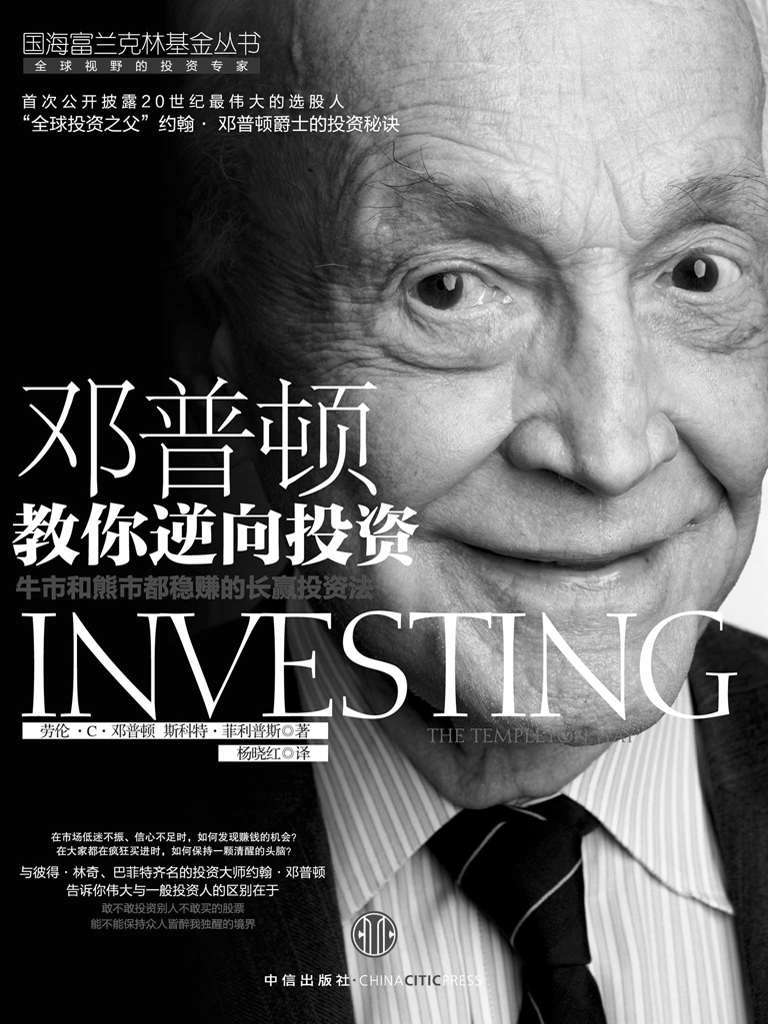 国海富兰克林基金丛书
全球视野的投资专家
首次公开披露20世纪最伟大的选股人
“全球投资之父”约翰·邓普顿爵士的投资秘诀
邓普顿
教你逆向投资
牛市和熊市都稳赚的长赢投资法
INVESTING
THE TEMPLETON WAY
劳伦·C·邓普顿 斯科特·菲利普斯◎著
杨晓红◎译
在市场低迷不振、信心不足时，如何发现赚钱的机会？
在大家都在疯狂买进时，如何保持一颗清醒的头脑？
与彼得·林奇、巴菲特齐名的投资大师约翰·邓普顿
告诉你伟大与一般投资人的区别在于
敢不敢投资别人不敢买的股票
能不能保持众人皆醉我独醒的境界
中信出版社·CHINACITICPRESS